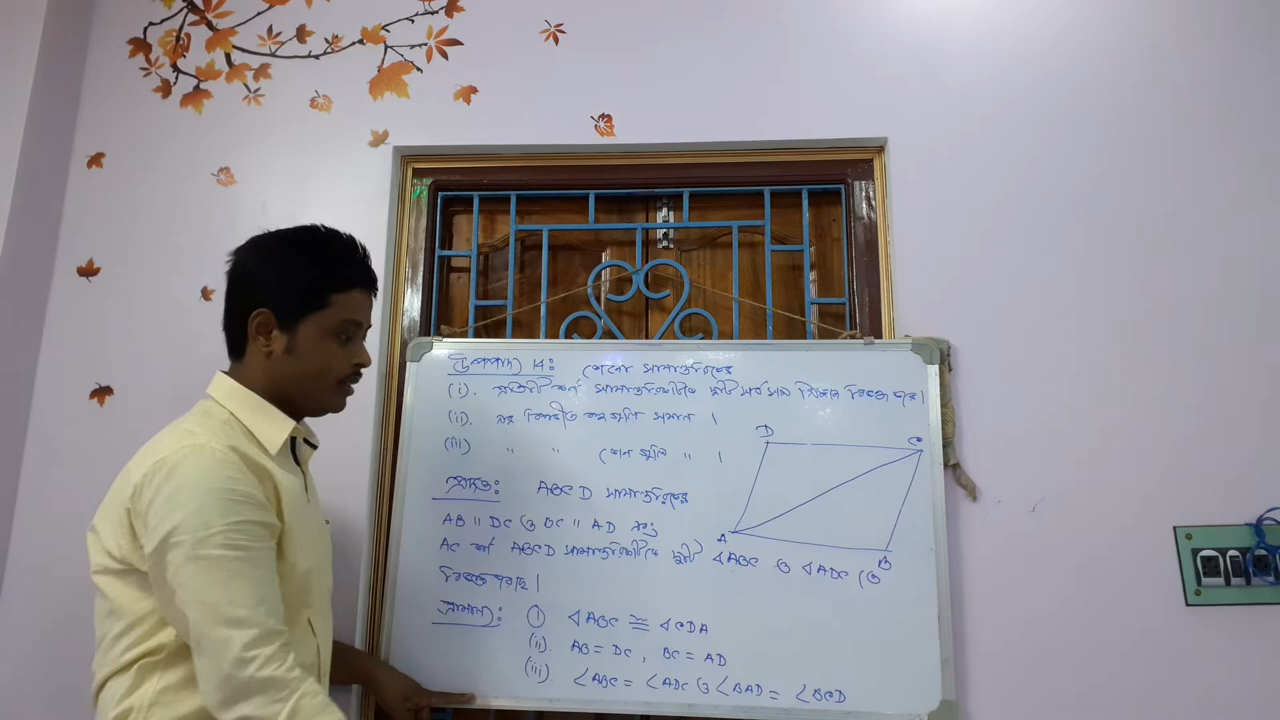 উপপাদ্য 14: কোনো সামান্তরিকের
(i). প্রতিটি কর্ণ সামান্তরিকটিকে দুটি সর্বসম ত্রিভুজে বিভক্ত করে।
(ii). এর বিপরীত বাহুগুলি সমান।
(iii) " " কোণগুলি " ।
D C
প্রদত্ত: ABCD সামান্তরিকের
AB || DC ও BC || AD এবং
A B
AC কর্ণ ABCD সামান্তরিকটিকে দুটি ⊲ABC ও ⊲ADC তে
বিভক্ত করেছে।
প্রামাণ্য: ① ⊲ABC ≅ ⊲CDA
(ii). AB = DC, BC = AD
(iii). ∠ABC = ∠ADC ও ∠BAD = ∠BCD